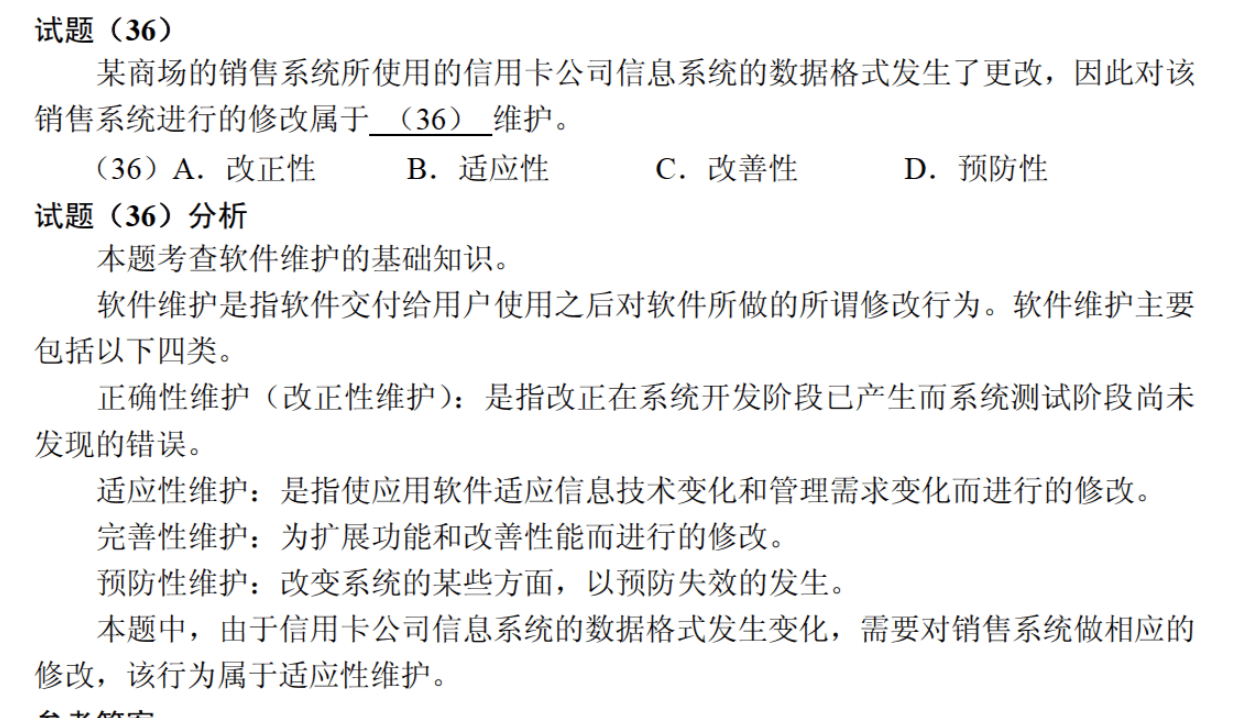 试题（36）
某商场的销售系统所使用的信用卡公司信息系统的数据格式发生了更改，因此对该
销售系统进行的修改属于 （36） 维护。
（36）A．改正性 B．适应性 C．改善性 D．预防性
试题（36）分析
本题考查软件维护的基础知识。
软件维护是指软件交付给用户使用之后对软件所做的所谓修改行为。软件维护主要
包括以下四类。
正确性维护（改正性维护）：是指改正在系统开发阶段已产生而系统测试阶段尚未
发现的错误。
适应性维护：是指使应用软件适应信息技术变化和管理需求变化而进行的修改。
完善性维护：为扩展功能和改善性能而进行的修改。
预防性维护：改变系统的某些方面，以预防失效的发生。
本题中，由于信用卡公司信息系统的数据格式发生变化，需要对销售系统做相应的
修改，该行为属于适应性维护。